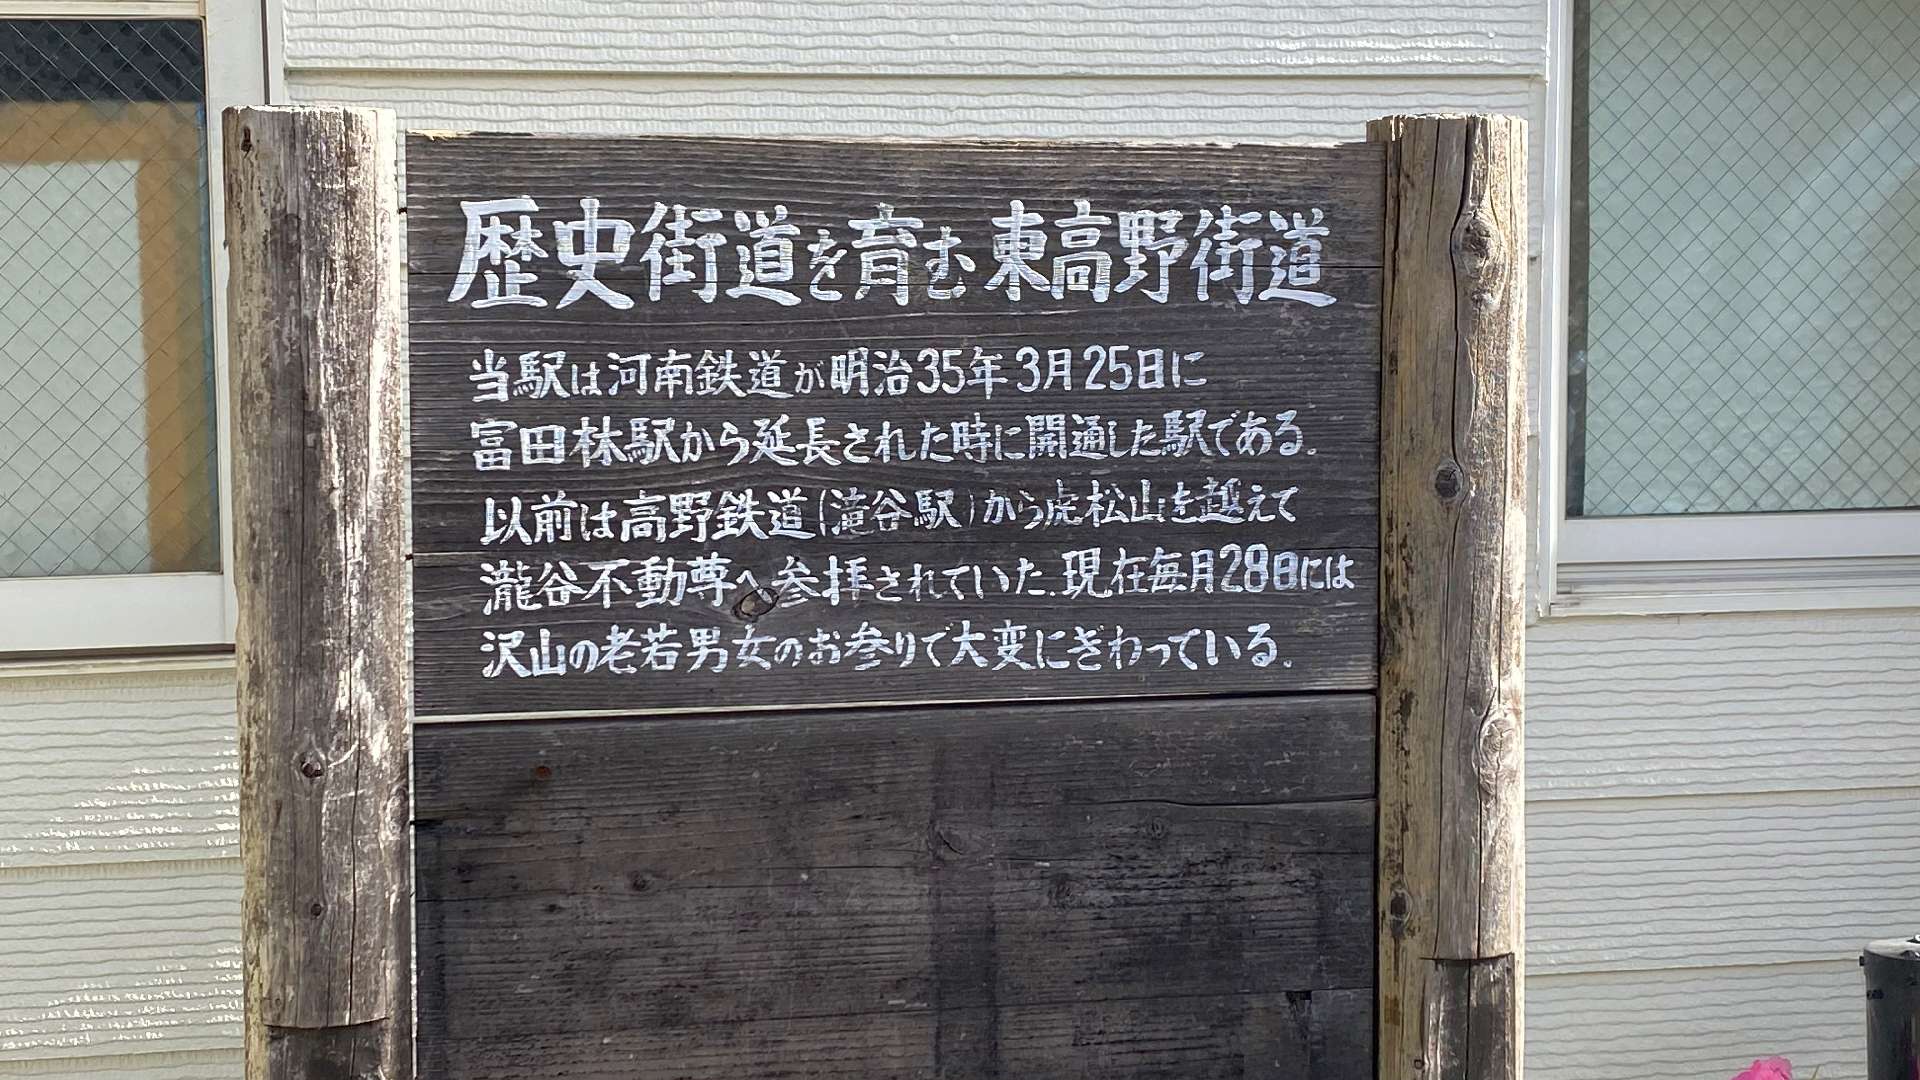 歴史街道を育む東高野街道
当駅は河南鉄道が明治35年3月25日に
富田林駅から延長された時に開通した駅である。
以前は高野鉄道(滝谷駅)から虎松山を越えて
瀧谷不動尊へ参拝されていた。現在毎月28日には
沢山の老若男女のお参りで大変にぎわっている。